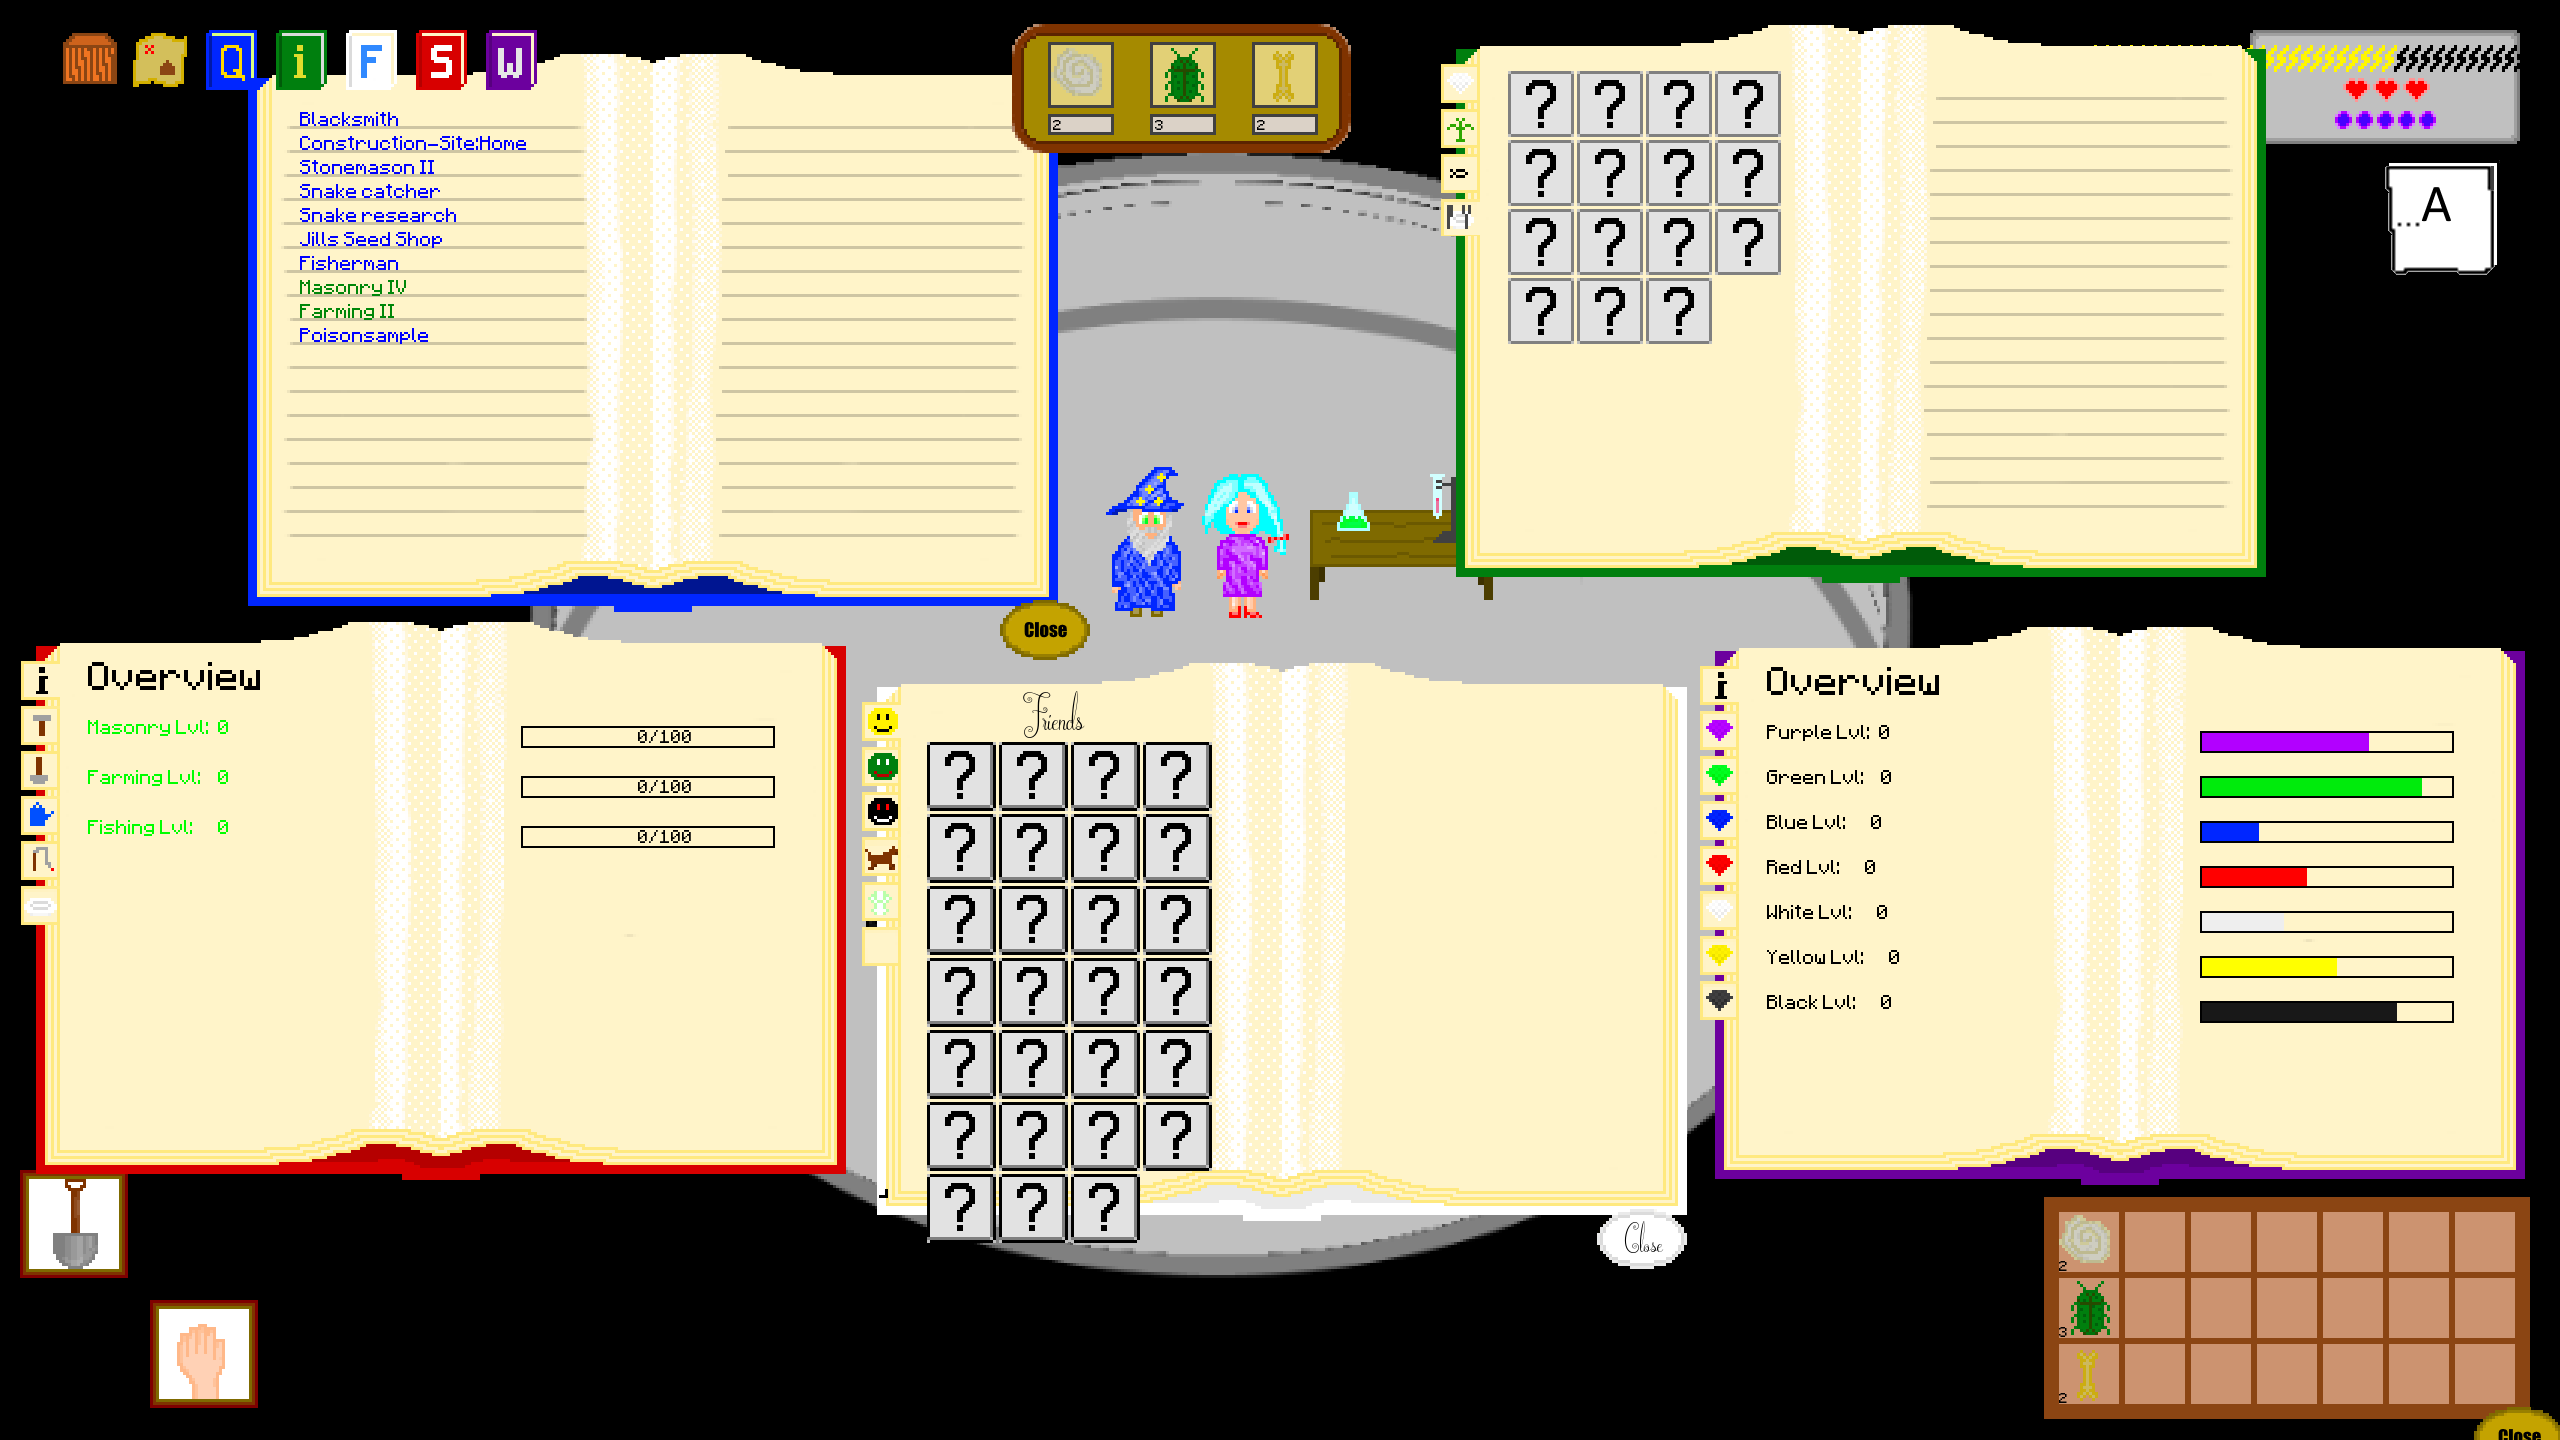 Q i F S W
2 3 2
...A
Blacksmith
Construction-Site:Home
Stonemason II
Snake catcher
Snake research
Jills Seed Shop
Fisherman
Masonry IV
Farming II
Poisonsample
? ? ? ?
? ? ? ?
? ? ? ?
? ? ?
Close
i Overview
Masonry Lvl: 0 0/100
Farming Lvl: 0 0/100
Fishing Lvl: 0 0/100
Friends
? ? ? ?
? ? ? ?
? ? ? ?
? ? ? ?
? ? ? ?
? ? ? ?
? ? ?
Close
i Overview
Purple Lvl: 0
Green Lvl: 0
Blue Lvl: 0
Red Lvl: 0
White Lvl: 0
Yellow Lvl: 0
Black Lvl: 0
2
3
2
Close